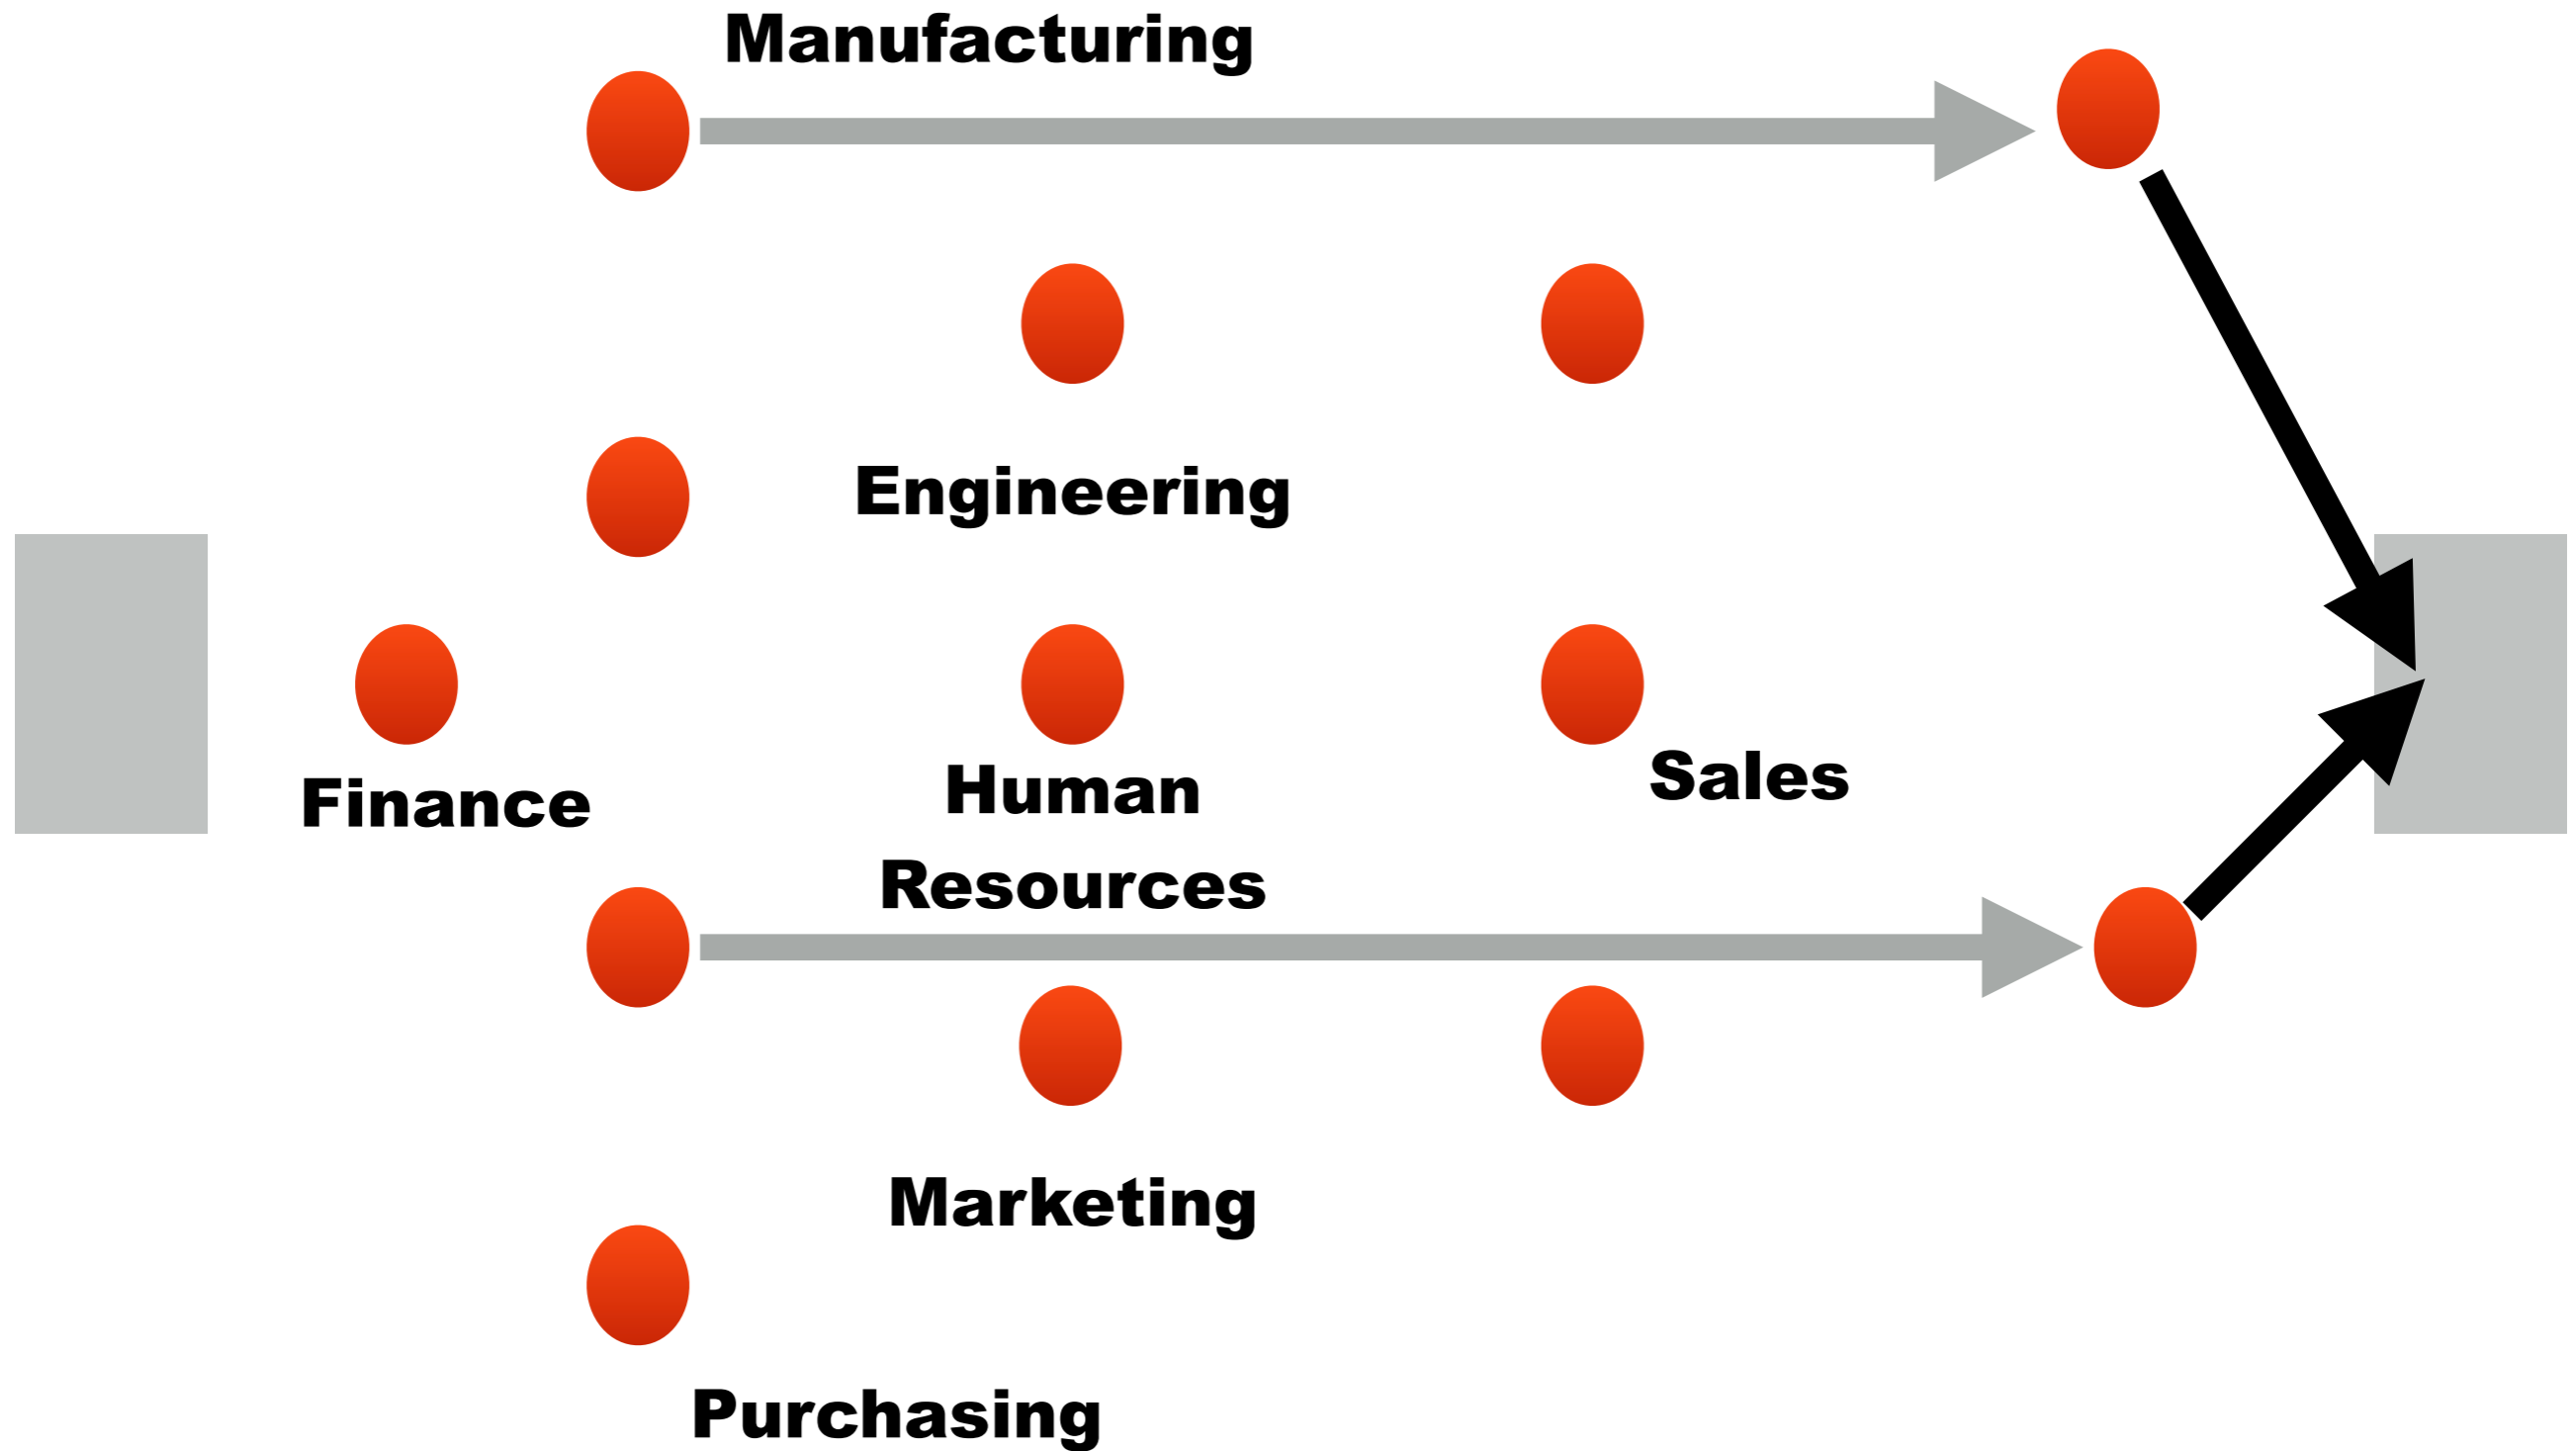 Manufacturing
Engineering
Finance
Human
Resources
Sales
Marketing
Purchasing